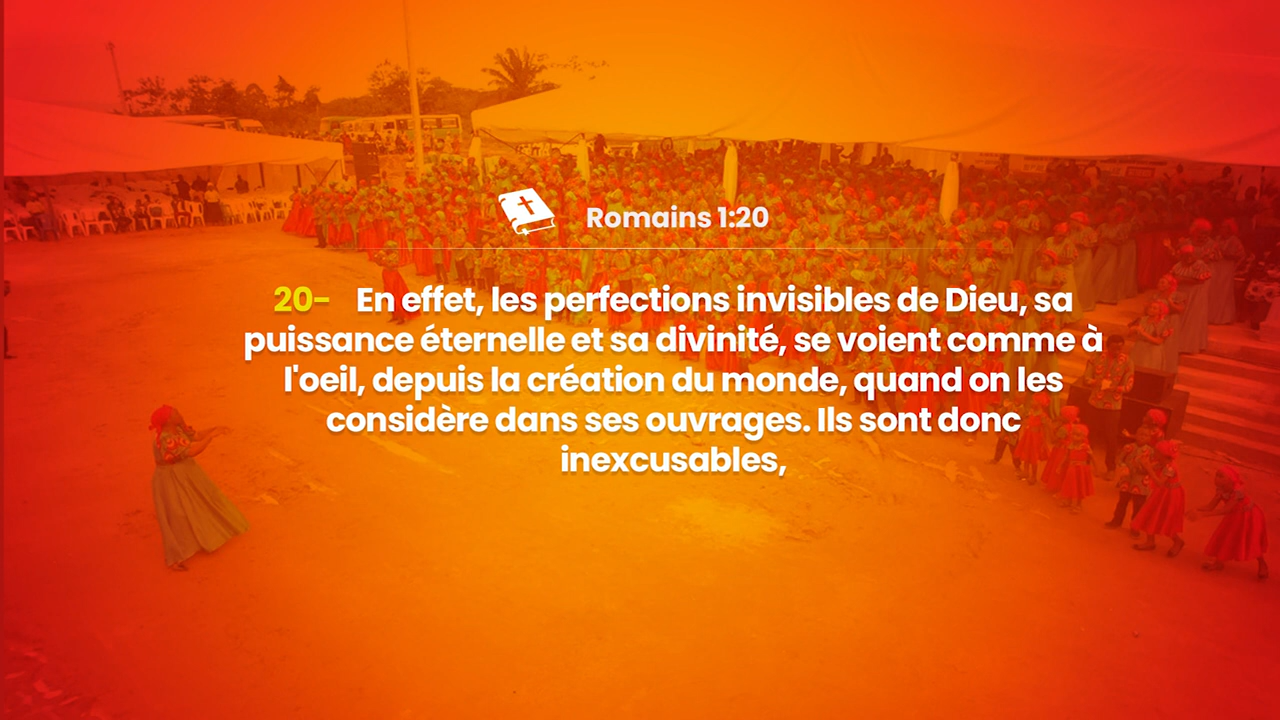 Romains 1:20
20- En effet, les perfections invisibles de Dieu, sa
puissance éternelle et sa divinité, se voient comme à
l'oeil, depuis la création du monde, quand on les
considère dans ses ouvrages. Ils sont donc
inexcusables,